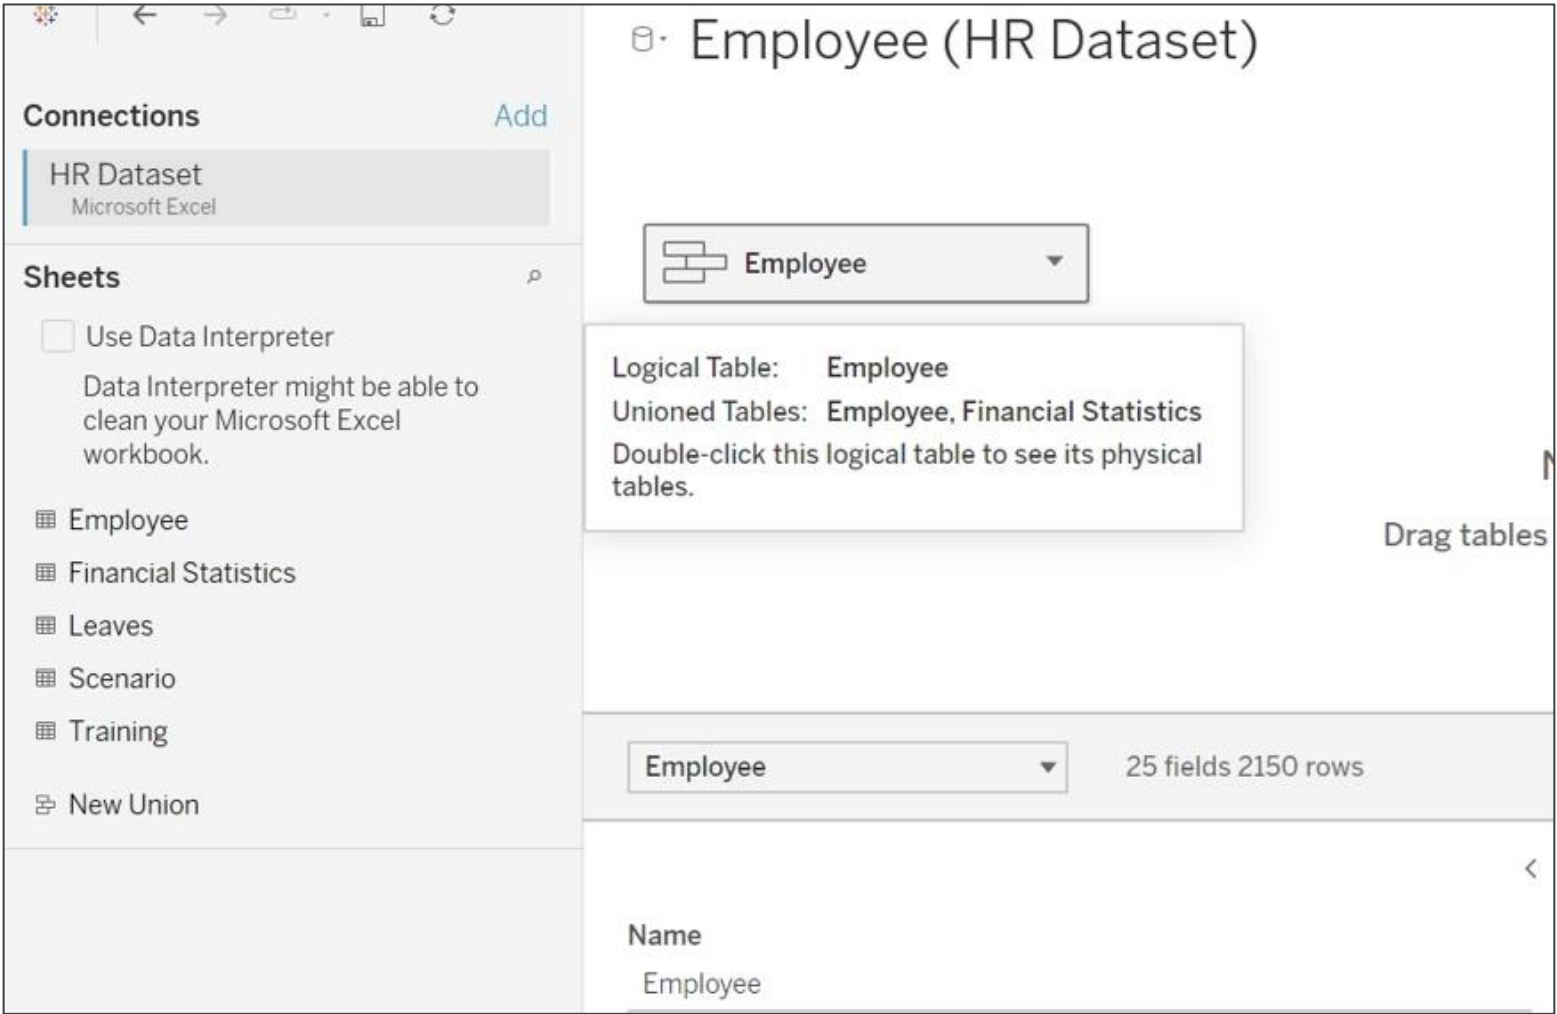 Employee (HR Dataset)
Connections
Add
HR Dataset
Microsoft Excel
Sheets
Use Data Interpreter
Data Interpreter might be able to
clean your Microsoft Excel
workbook.
Employee
Financial Statistics
Leaves
Scenario
Training
New Union
Employee
Logical Table: Employee
Unioned Tables: Employee, Financial Statistics
Double-click this logical table to see its physical
tables.
Drag tables
Employee
25 fields 2150 rows
Name
Employee